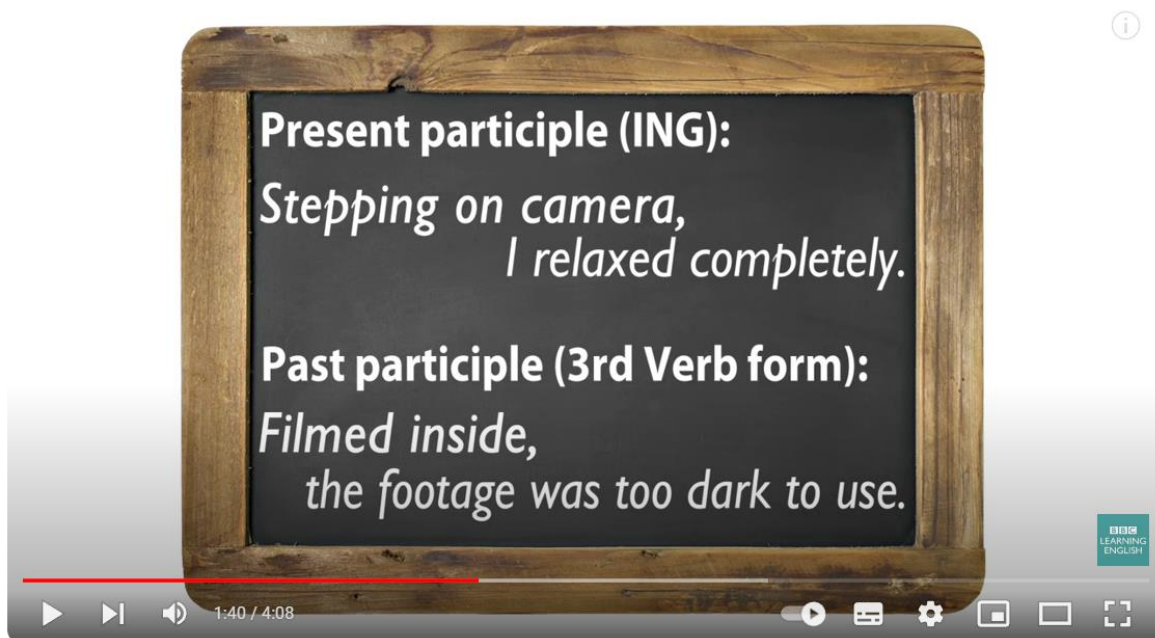 Present participle (ING):
Stepping on camera,
I relaxed completely.
Past participle (3rd Verb form):
Filmed inside,
the footage was too dark to use.
BBC
LEARNING
ENGLISH
1:40 / 4:08